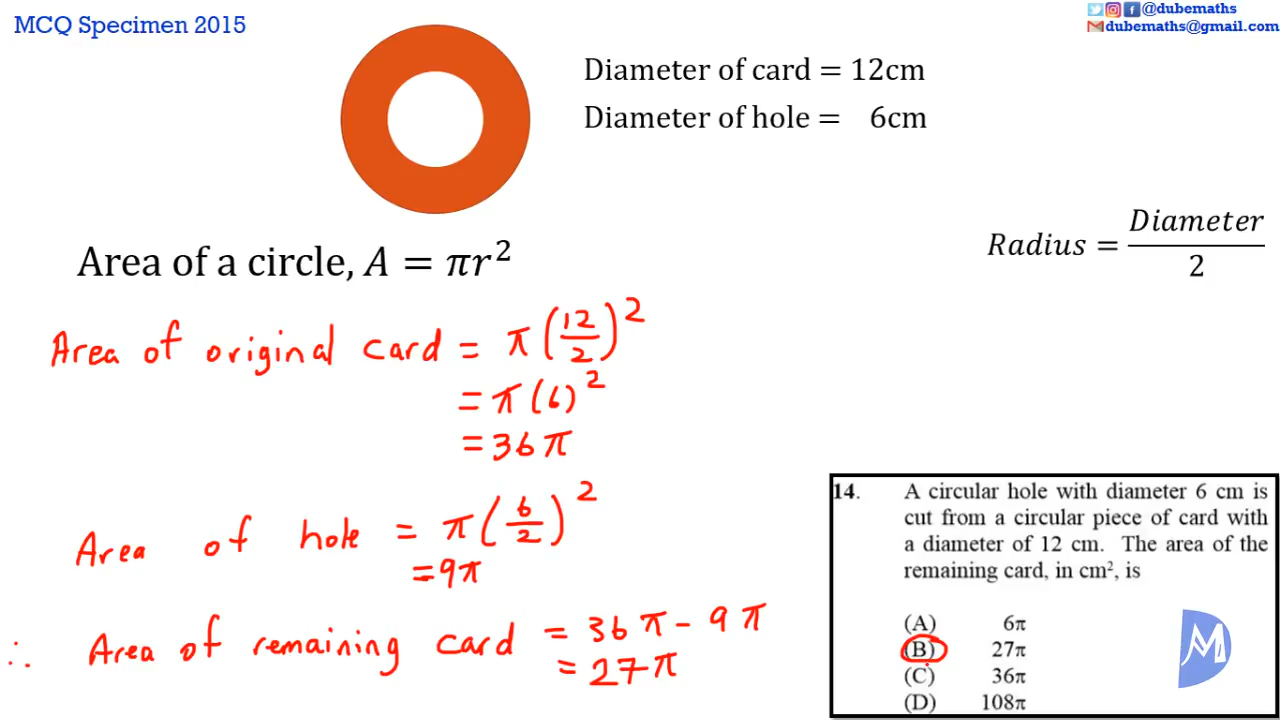 MCQ Specimen 2015
@dubemaths
dubemaths@gmail.com
Diameter of card = 12cm
Diameter of hole = 6cm
Area of a circle, A = πr²
Radius = Diameter/2
Area of original card = π(12/2)²
= π(6)²
= 36π
Area of hole = π(6/2)²
= 9π
∴ Area of remaining card = 36π - 9π
= 27π
14. A circular hole with diameter 6 cm is
cut from a circular piece of card with
a diameter of 12 cm. The area of the
remaining card, in cm², is
(A) 6π
(B) 27π
(C) 36π
(D) 108π
DM